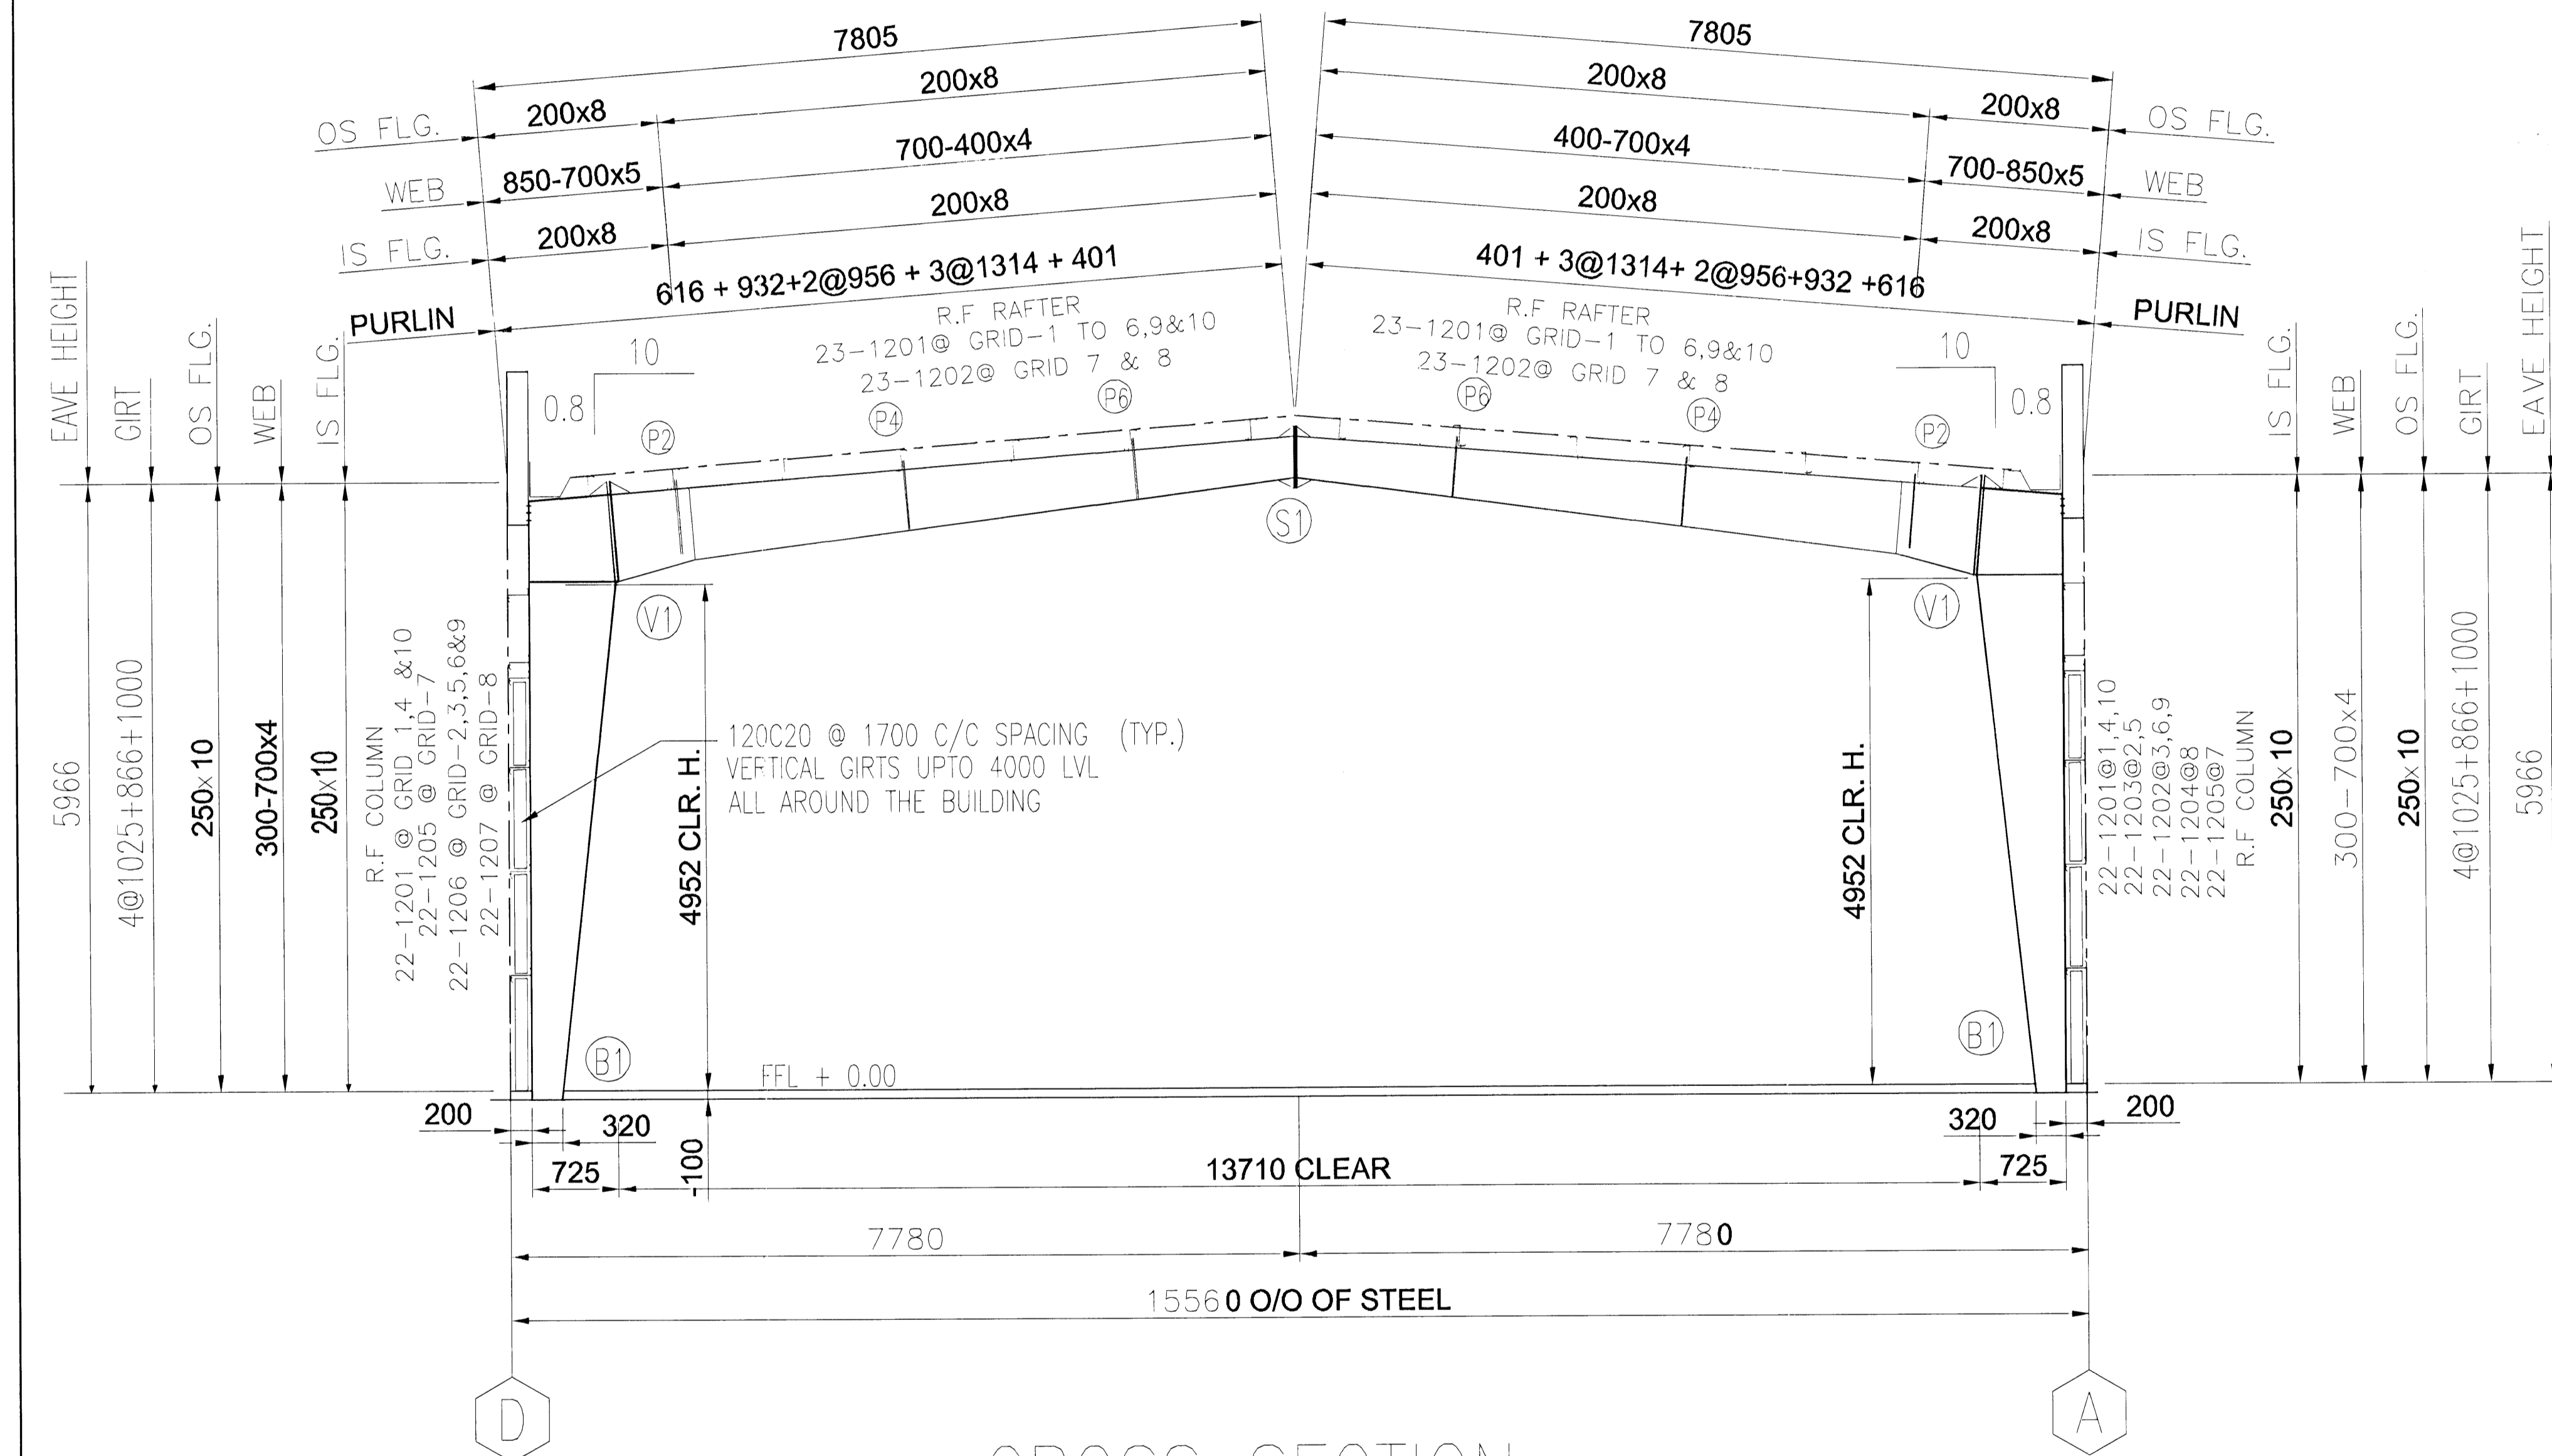 7805
7805
200x8
200x8
200x8
200x8
OS FLG.
OS FLG.
850-700x5
700-400x4
400-700x4
700-850x5
WEB
WEB
200x8
200x8
200x8
200x8
IS FLG.
IS FLG.
616 + 932+2@956 + 3@1314 + 401
401 + 3@1314+ 2@956+932 +616
PURLIN
PURLIN
R.F RAFTER
23-1201@ GRID-1 TO 6,9&10
23-1202@ GRID 7 & 8
R.F RAFTER
23-1201@ GRID-1 TO 6,9&10
23-1202@ GRID 7 & 8
EAVE HEIGHT
GIRT
OS FLG.
WEB
IS FLG.
10
0.8
10
0.8
IS FLG.
WEB
OS FLG.
GIRT
EAVE HEIGHT
P2
P4
P6
P6
P4
P2
S1
V1
V1
5966
4@1025+866+1000
250x10
300-700x4
250x10
R.F COLUMN
22-1201 @ GRID 1,4 &10
22-1205 @ GRID-7
22-1206 @ GRID-2,3,5,6&9
22-1207 @ GRID-8
4952 CLR. H.
120C20 @ 1700 C/C SPACING (TYP.)
VERTICAL GIRTS UPTO 4000 LVL
ALL AROUND THE BUILDING
4952 CLR. H.
22-1201@1,4,10
22-1203@2,5
22-1202@3,6,9
22-1204@8
22-1205@7
R.F COLUMN
250x10
300-700x4
250x10
4@1025+866+1000
5966
B1
B1
FFL + 0.00
200
320
320
200
725
-100
13710 CLEAR
725
7780
7780
15560 O/O OF STEEL
D
A
CROSS SECTION